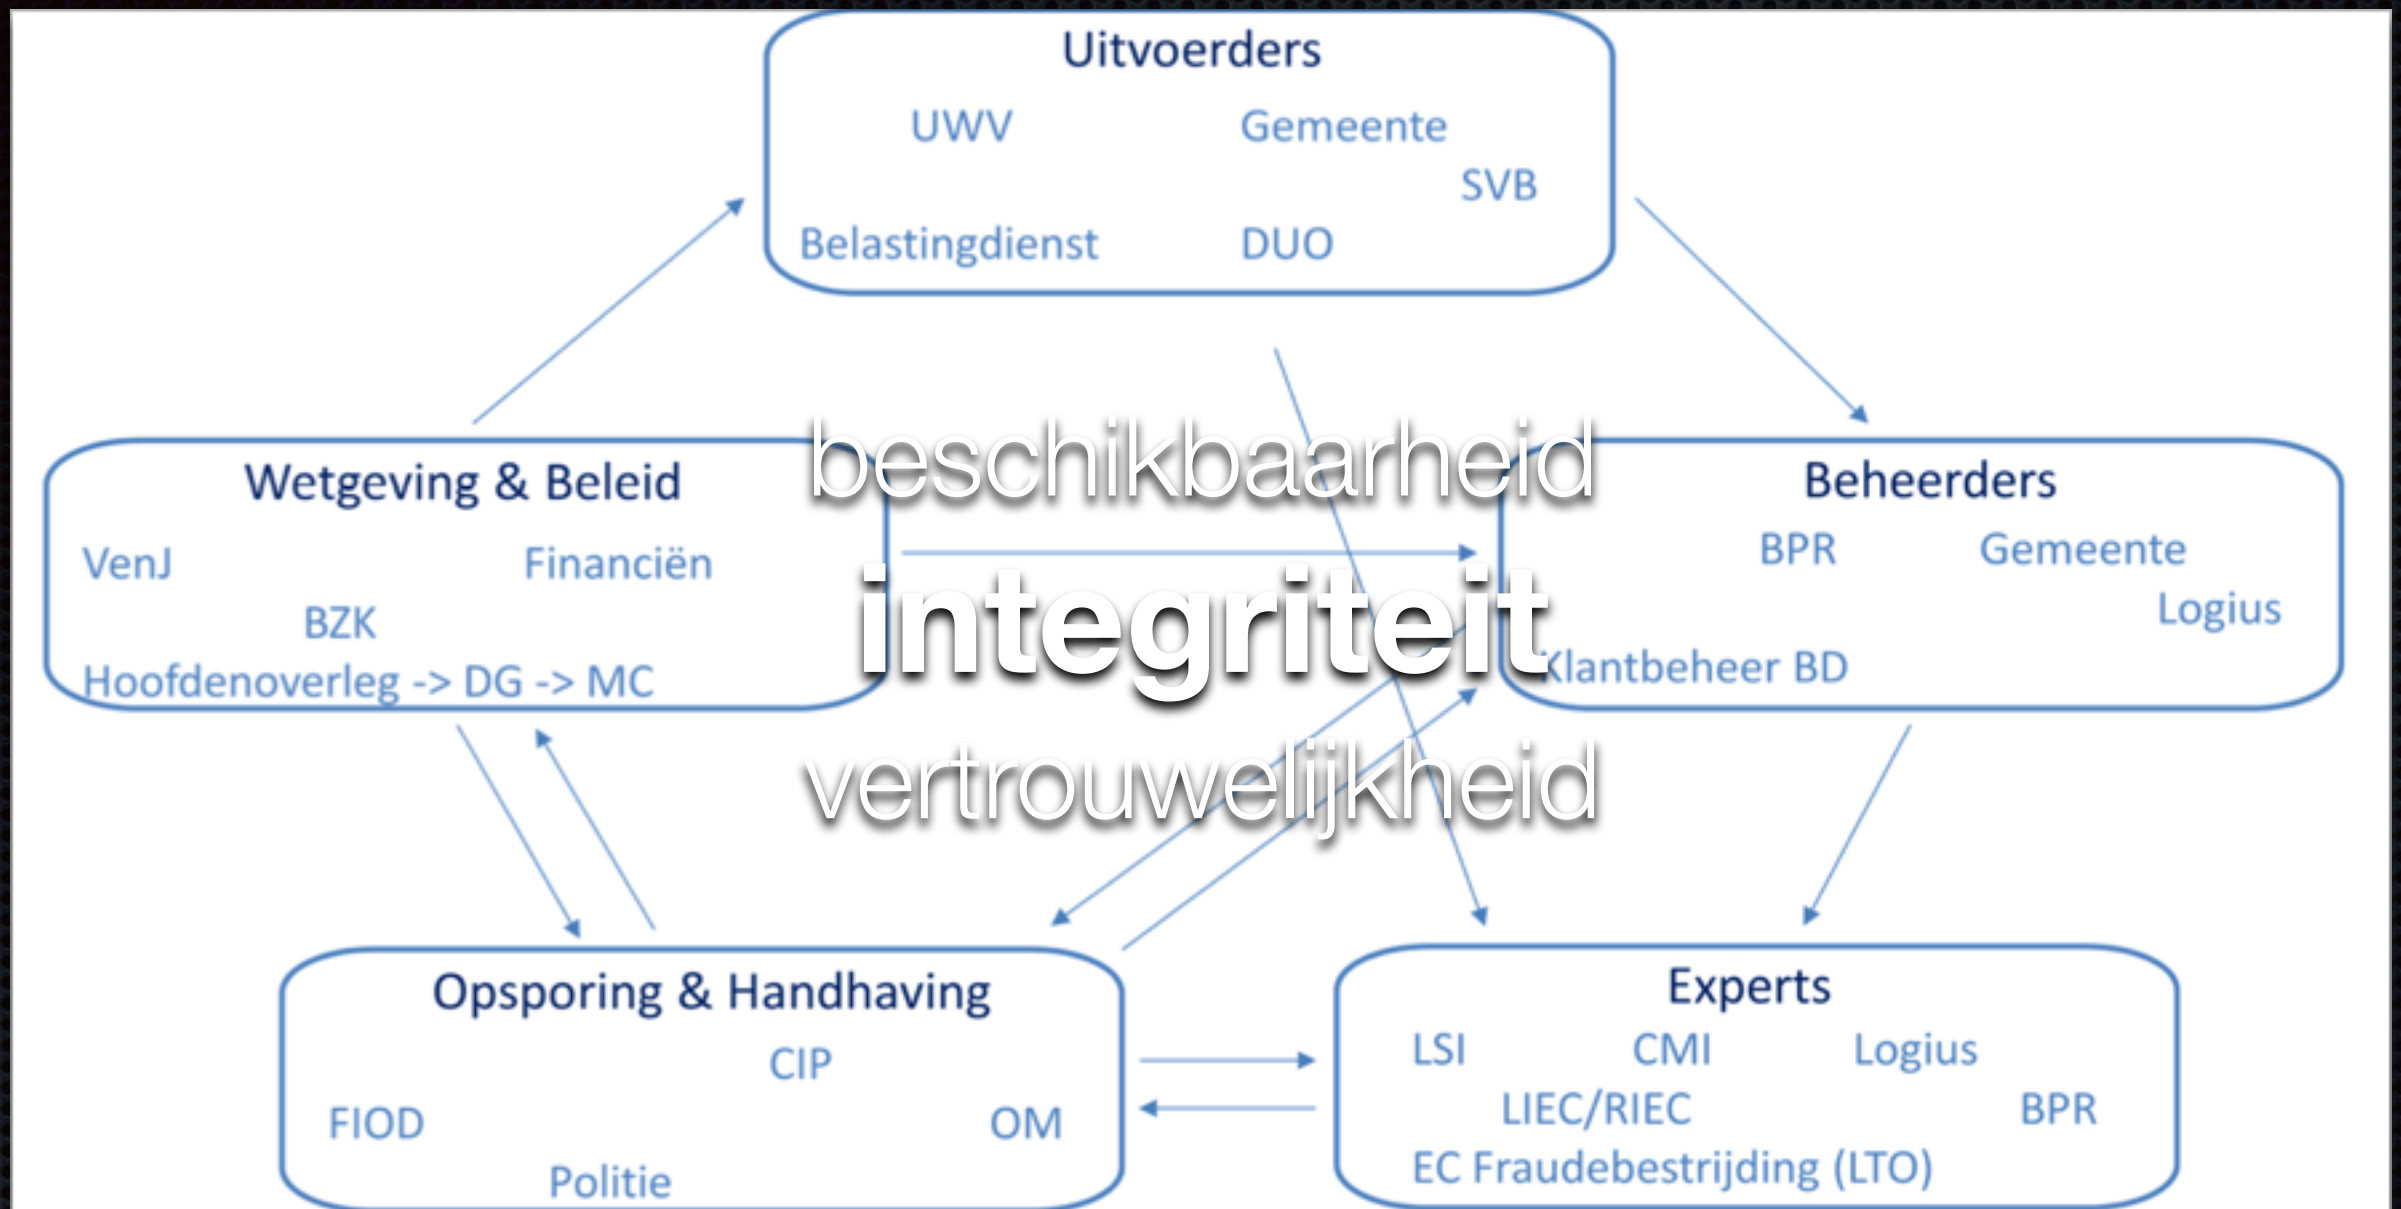 Uitvoerders
UWV Gemeente
SVB
Belastingdienst DUO
beschikbaarheid
integriteit
vertrouwelijkheid
Wetgeving & Beleid
VenJ Financiën
BZK
Hoofdenoverleg -> DG -> MC
Beheerders
BPR Gemeente
Logius
Klantbeheer BD
Opsporing & Handhaving
CIP
FIOD OM
Politie
Experts
LSI CMI Logius
LIEC/RIEC BPR
EC Fraudebestrijding (LTO)